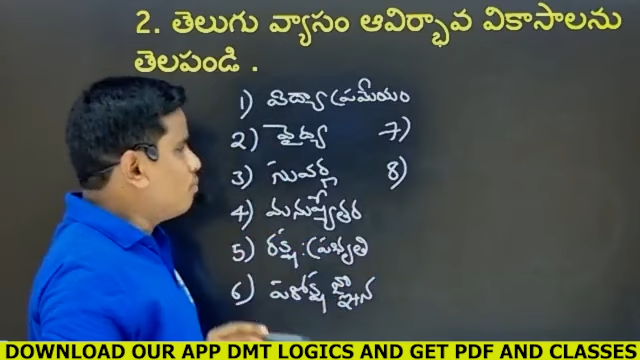 2. తెలుగు వ్యాసం ఆవిర్భావ వికాసాలను
తెలపండి .
1) విద్యా ప్రమేయం
2) వైద్య
3) సువర్ణ
4) మనుష్యేతర
5) రక్షః ప్రభృతి
6) పరోక్ష జ్ఞాన
7)
8)
DOWNLOAD OUR APP DMT LOGICS AND GET PDF AND CLASSES